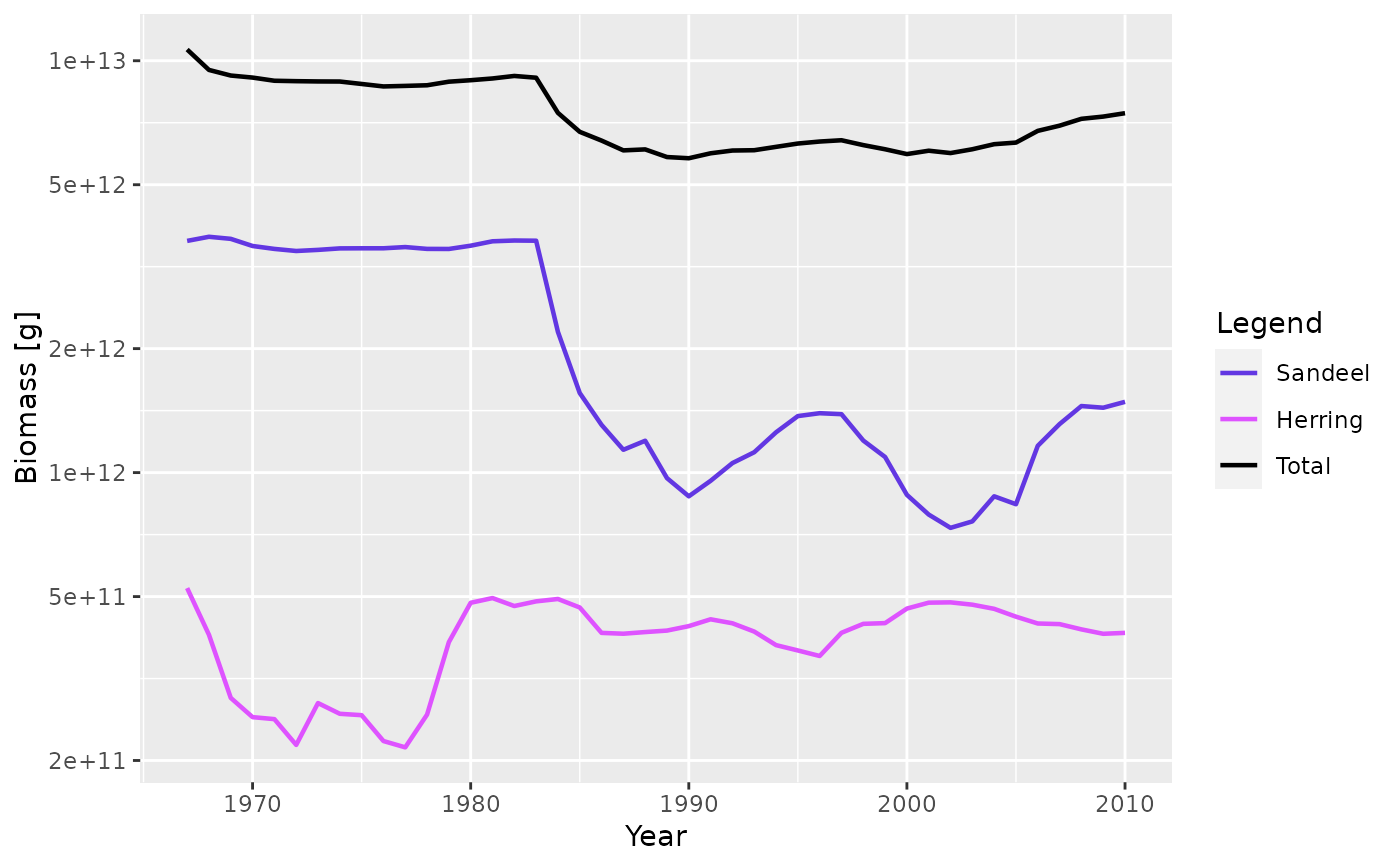 1e+13
5e+12
2e+12
1e+12
5e+11
2e+11
Biomass [g]
1970 1980 1990 2000 2010
Year
Legend
Sandeel
Herring
Total